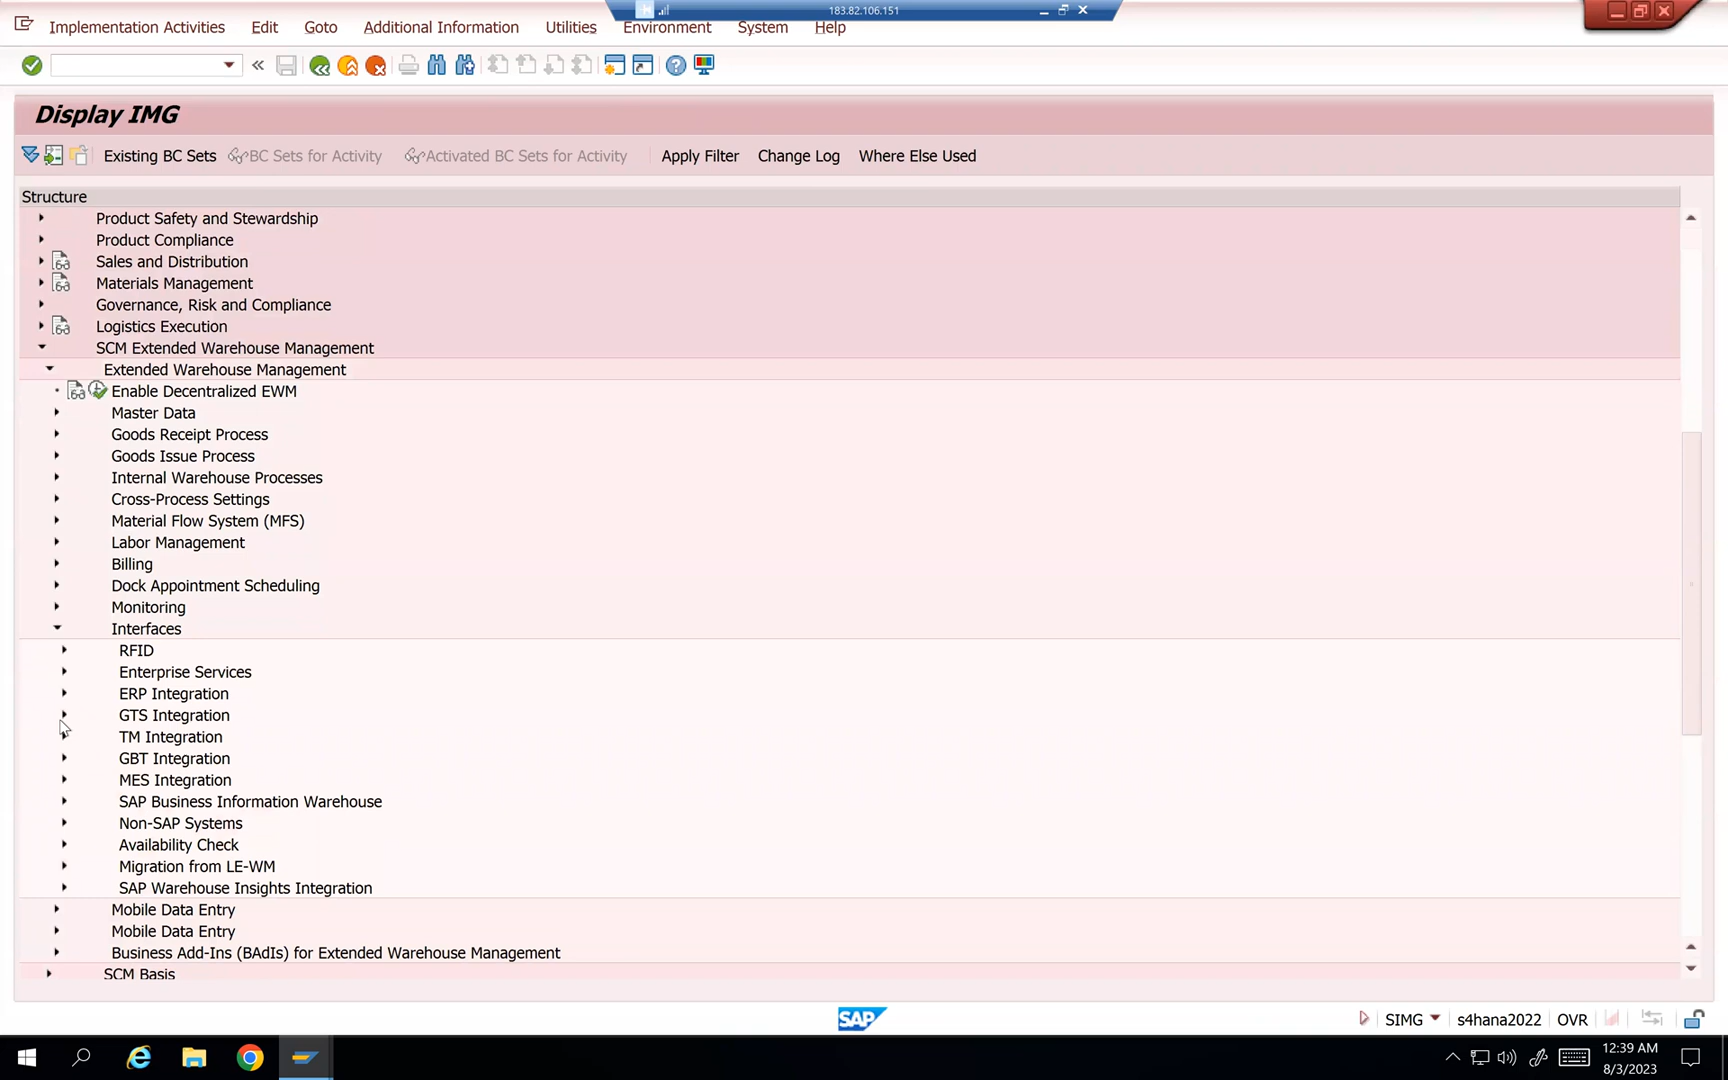 183.82.106.151
Implementation Activities Edit Goto Additional Information Utilities Environment System Help
Display IMG
Existing BC Sets BC Sets for Activity Activated BC Sets for Activity Apply Filter Change Log Where Else Used
Structure
Product Safety and Stewardship
Product Compliance
Sales and Distribution
Materials Management
Governance, Risk and Compliance
Logistics Execution
SCM Extended Warehouse Management
Extended Warehouse Management
Enable Decentralized EWM
Master Data
Goods Receipt Process
Goods Issue Process
Internal Warehouse Processes
Cross-Process Settings
Material Flow System (MFS)
Labor Management
Billing
Dock Appointment Scheduling
Monitoring
Interfaces
RFID
Enterprise Services
ERP Integration
GTS Integration
TM Integration
GBT Integration
MES Integration
SAP Business Information Warehouse
Non-SAP Systems
Availability Check
Migration from LE-WM
SAP Warehouse Insights Integration
Mobile Data Entry
Mobile Data Entry
Business Add-Ins (BAdIs) for Extended Warehouse Management
SCM Basis
SAP SIMG s4hana2022 OVR
12:39 AM
8/3/2023